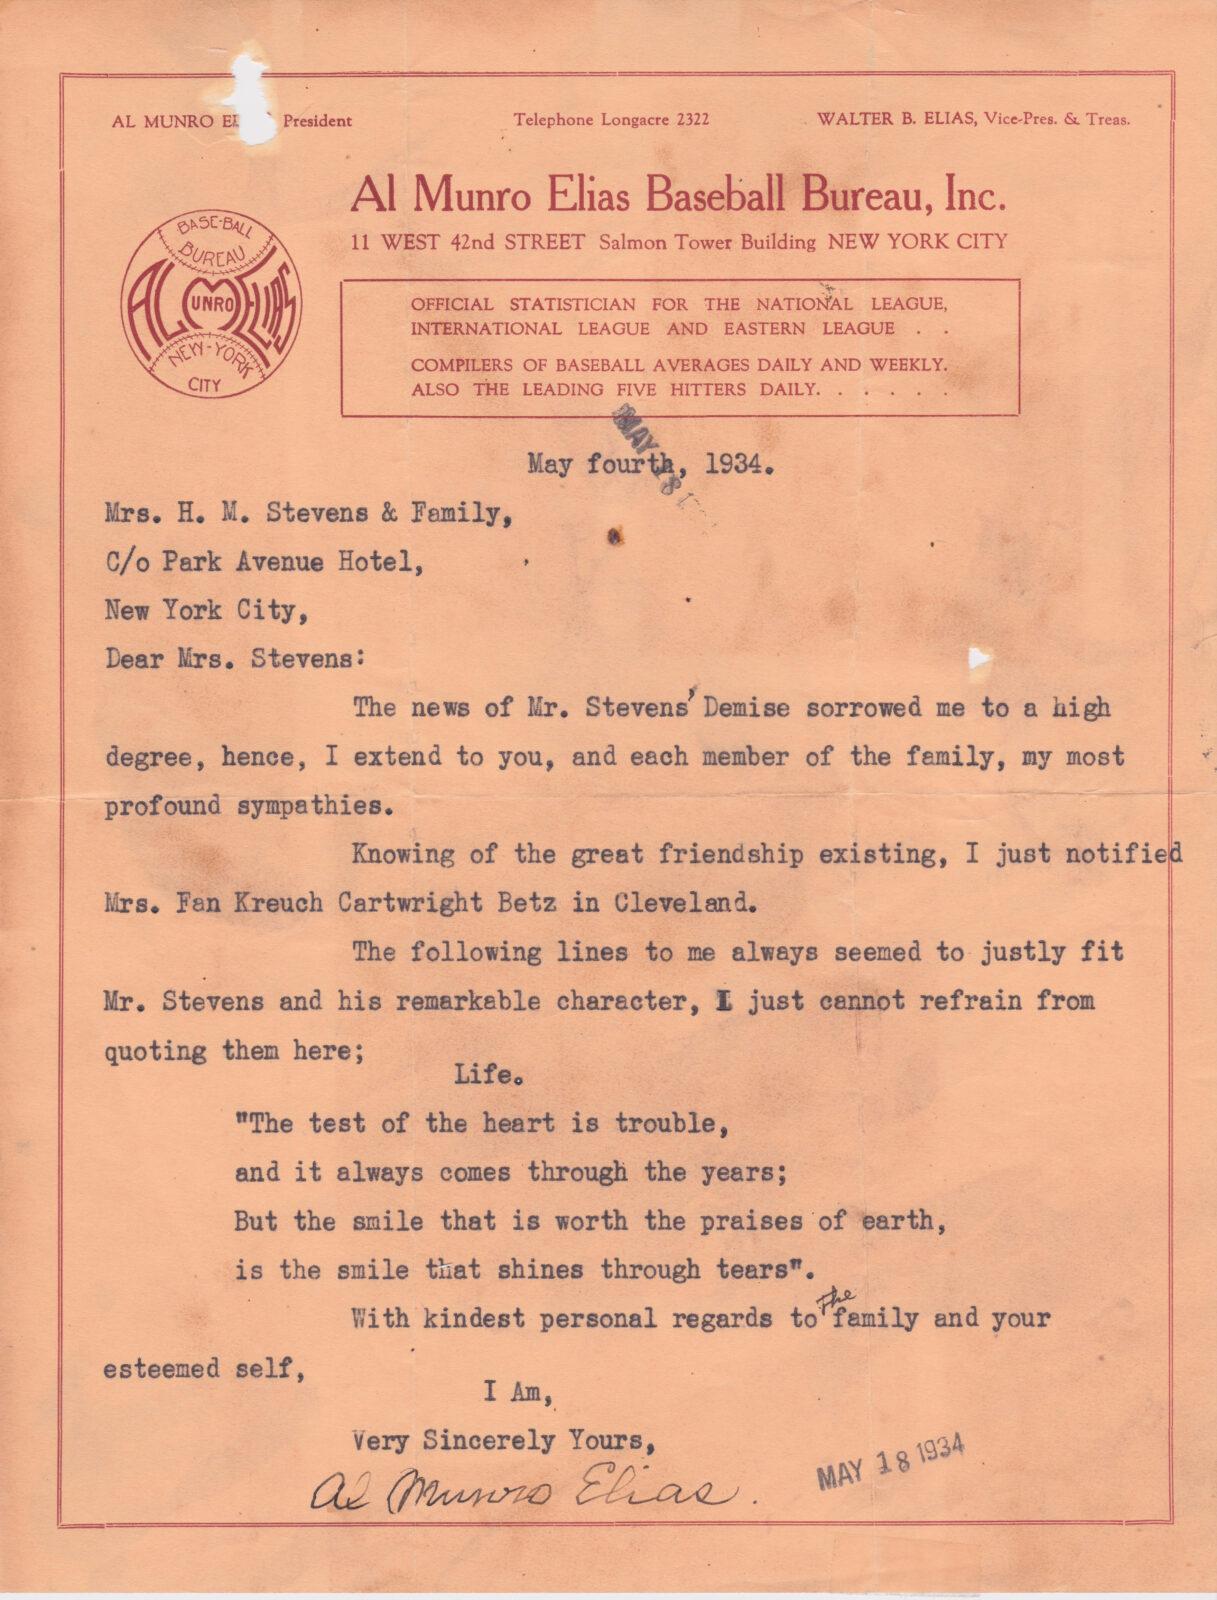 AL MUNRO EL President
Telephone Longacre 2322
WALTER B. ELIAS, Vice-Pres. & Treas.
Al Munro Elias Baseball Bureau, Inc.
11 WEST 42nd STREET Salmon Tower Building NEW YORK CITY
BASE-BALL
BUREAU
AL MUNRO ELIAS
NEW-YORK
CITY
OFFICIAL STATISTICIAN FOR THE NATIONAL LEAGUE,
INTERNATIONAL LEAGUE AND EASTERN LEAGUE . .
COMPILERS OF BASEBALL AVERAGES DAILY AND WEEKLY.
ALSO THE LEADING FIVE HITTERS DAILY. . . . . . .
MAY 18
May fourth, 1934.
Mrs. H. M. Stevens & Family,
C/o Park Avenue Hotel,
New York City,
Dear Mrs. Stevens:
The news of Mr. Stevens' Demise sorrowed me to a high
degree, hence, I extend to you, and each member of the family, my most
profound sympathies.
Knowing of the great friendship existing, I just notified
Mrs. Fan Kreuch Cartwright Betz in Cleveland.
The following lines to me always seemed to justly fit
Mr. Stevens and his remarkable character, I just cannot refrain from
quoting them here;
Life.
"The test of the heart is trouble,
and it always comes through the years;
But the smile that is worth the praises of earth,
is the smile that shines through tears".
With kindest personal regards to the family and your
esteemed self,
I Am,
Very Sincerely Yours,
Al Munro Elias.
MAY 18 1934